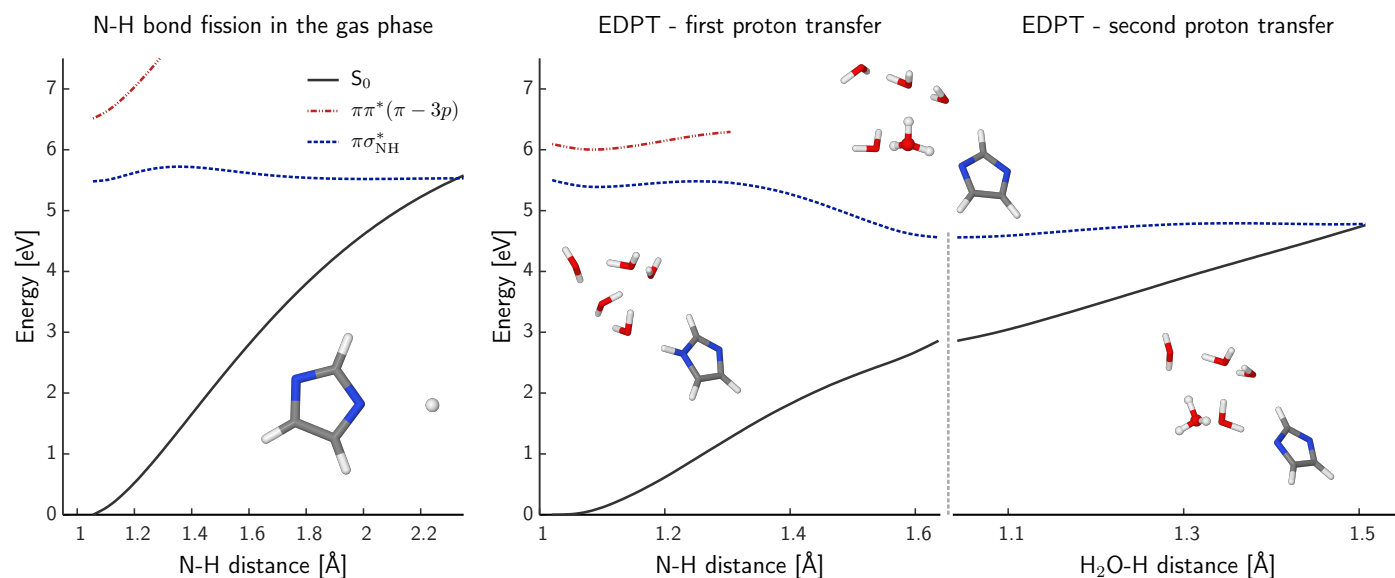 N-H bond fission in the gas phase
EDPT - first proton transfer
EDPT - second proton transfer
Energy [eV]
7
6
5
4
3
2
1
0
S₀
ππ*(π − 3p)
πσ*NH
1
1.2
1.4
1.6
1.8
2
2.2
N-H distance [Å]
Energy [eV]
7
6
5
4
3
2
1
0
1
1.2
1.4
1.6
N-H distance [Å]
1.1
1.3
1.5
H₂O-H distance [Å]